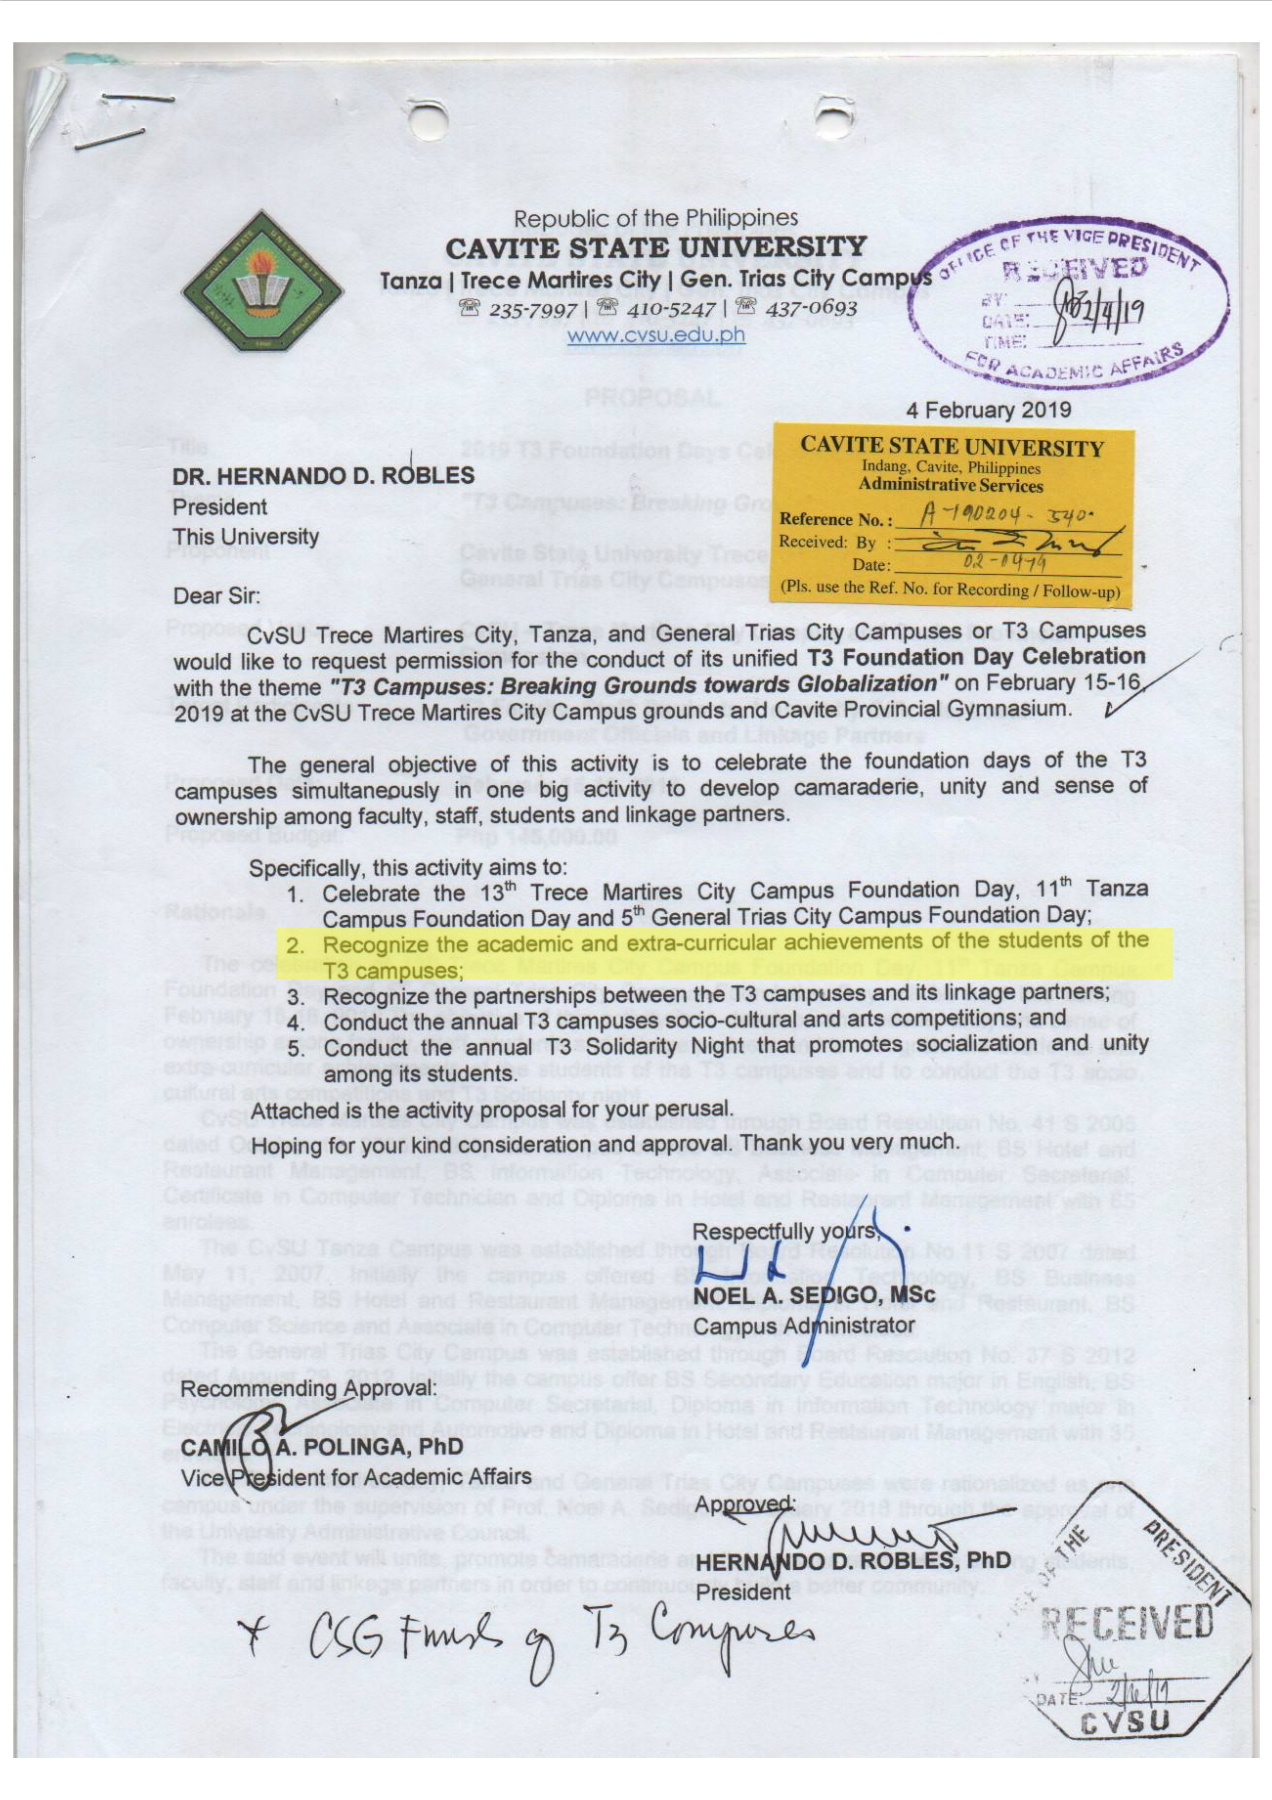 Republic of the Philippines
CAVITE STATE UNIVERSITY
Tanza | Trece Martires City | Gen. Trias City Campus
☏ 235-7997 | ☏ 410-5247 | ☏ 437-0693
www.cvsu.edu.ph
OFFICE OF THE VICE PRESIDENT
RECEIVED
BY:
DATE: 2/4/19
TIME:
FOR ACADEMIC AFFAIRS
4 February 2019
CAVITE STATE UNIVERSITY
Indang, Cavite, Philippines
Administrative Services
Reference No. : A-190204-540
Received: By :
Date: 02-04-19
(Pls. use the Ref. No. for Recording / Follow-up)
DR. HERNANDO D. ROBLES
President
This University
Dear Sir:
CvSU Trece Martires City, Tanza, and General Trias City Campuses or T3 Campuses
would like to request permission for the conduct of its unified T3 Foundation Day Celebration
with the theme "T3 Campuses: Breaking Grounds towards Globalization" on February 15-16,
2019 at the CvSU Trece Martires City Campus grounds and Cavite Provincial Gymnasium.
The general objective of this activity is to celebrate the foundation days of the T3
campuses simultaneously in one big activity to develop camaraderie, unity and sense of
ownership among faculty, staff, students and linkage partners.
Specifically, this activity aims to:
1. Celebrate the 13th Trece Martires City Campus Foundation Day, 11th Tanza
Campus Foundation Day and 5th General Trias City Campus Foundation Day;
2. Recognize the academic and extra-curricular achievements of the students of the
T3 campuses;
3. Recognize the partnerships between the T3 campuses and its linkage partners;
4. Conduct the annual T3 campuses socio-cultural and arts competitions; and
5. Conduct the annual T3 Solidarity Night that promotes socialization and unity
among its students.
Attached is the activity proposal for your perusal.
Hoping for your kind consideration and approval. Thank you very much.
Respectfully yours,
NOEL A. SEDIGO, MSc
Campus Administrator
Recommending Approval:
CAMILO A. POLINGA, PhD
Vice President for Academic Affairs
Approved:
HERNANDO D. ROBLES, PhD
President
* CSG Funds of T3 Campuses
OF THE PRESIDENT
RECEIVED
DATE:
CVSU